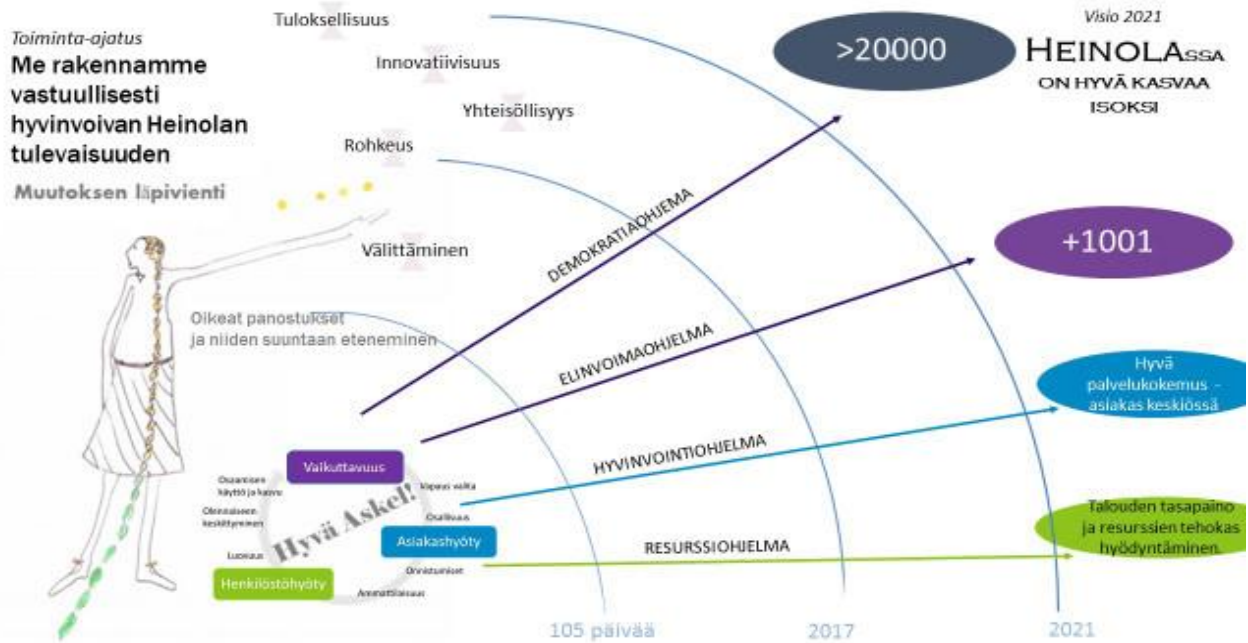 Toiminta-ajatus
Me rakennamme
vastuullisesti
hyvinvoivan Heinolan
tulevaisuuden
Muutoksen läpivienti
Tuloksellisuus
Innovatiivisuus
Yhteisöllisyys
Rohkeus
Välittäminen
Oikeat panostukset
ja niiden suuntaan eteneminen
>20000
Visio 2021
HEINOLASSA
ON HYVÄ KASVAA
ISOKSI
+1001
Hyvä
palvelukokemus –
asiakas keskiössä
Talouden tasapaino
ja resurssien tehokas
hyödyntäminen.
DEMOKRATIAOHJEMA
ELINVOIMAOHJELMA
HYVINVOINTIOHJELMA
RESURSSIOHJELMA
Vaikuttavuus
Osaamisen
käyttö ja kasvu
Vapaus valita
Olennaiseen
keskittyminen
Hyvä Askel!
Osallisuus
Asiakashyöty
Luovuus
Onnistumiset
Henkilöstöhyöty
Ammattilaisuus
105 päivää
2017
2021